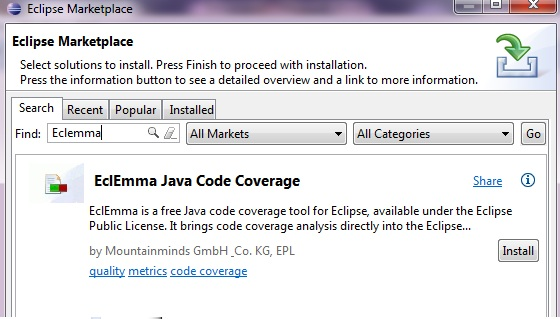 Eclipse Marketplace
Eclipse Marketplace
Select solutions to install. Press Finish to proceed with installation.
Press the information button to see a detailed overview and a link to more information.
Search Recent Popular Installed
Find: Eclemma All Markets All Categories Go
EclEmma Java Code Coverage Share
EclEmma is a free Java code coverage tool for Eclipse, available under the Eclipse
Public License. It brings code coverage analysis directly into the Eclipse...
by Mountainminds GmbH _Co. KG, EPL Install
quality metrics code coverage